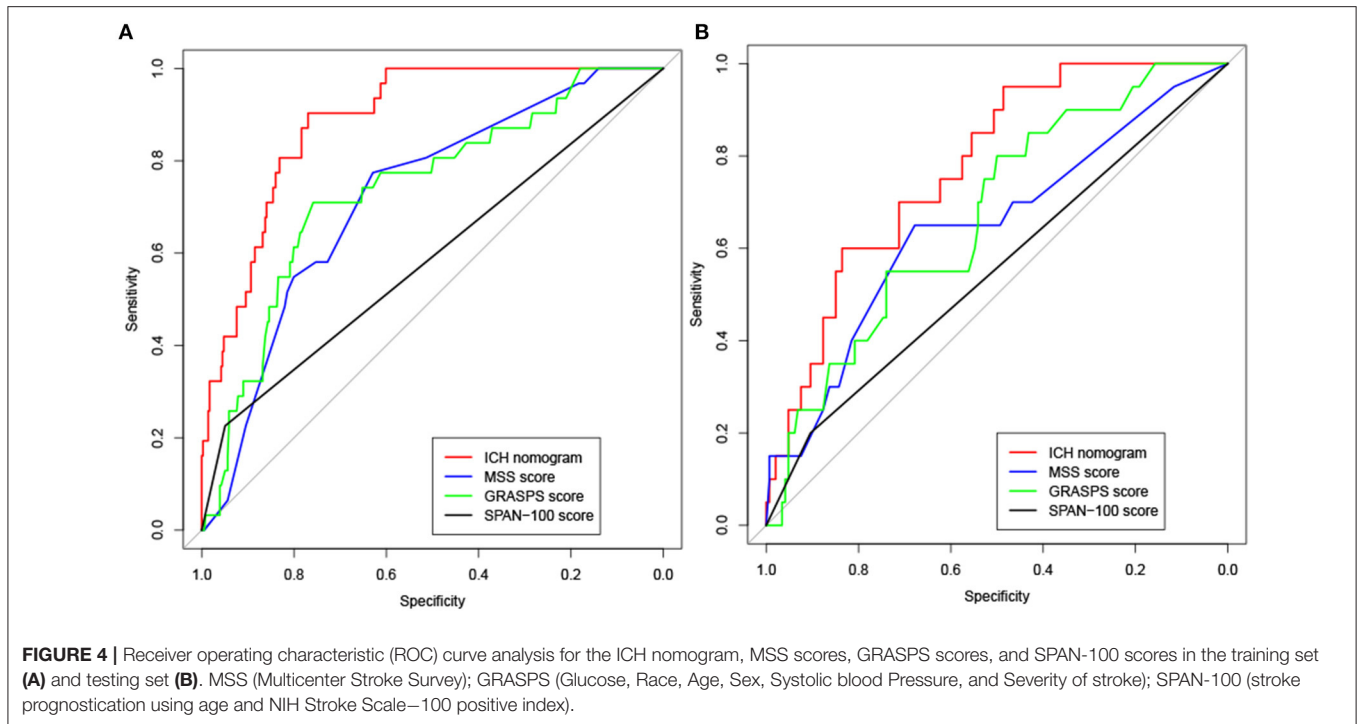 A
1.0
0.8
0.6
0.4
0.2
0.0
Sensitivity
ICH nomogram
MSS score
GRASPS score
SPAN−100 score
1.0
0.8
0.6
0.4
0.2
0.0
Specificity
B
1.0
0.8
0.6
0.4
0.2
0.0
Sensitivity
ICH nomogram
MSS score
GRASPS score
SPAN−100 score
1.0
0.8
0.6
0.4
0.2
0.0
Specificity
FIGURE 4 | Receiver operating characteristic (ROC) curve analysis for the ICH nomogram, MSS scores, GRASPS scores, and SPAN-100 scores in the training set
(A) and testing set (B). MSS (Multicenter Stroke Survey); GRASPS (Glucose, Race, Age, Sex, Systolic blood Pressure, and Severity of stroke); SPAN-100 (stroke
prognostication using age and NIH Stroke Scale−100 positive index).